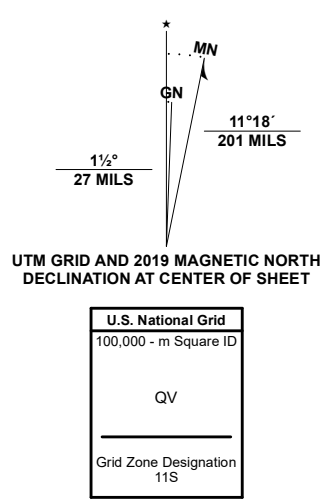 ★
MN
GN
11°18´
201 MILS
1½°
27 MILS
UTM GRID AND 2019 MAGNETIC NORTH
DECLINATION AT CENTER OF SHEET
U.S. National Grid
100,000 - m Square ID
QV
Grid Zone Designation
11S